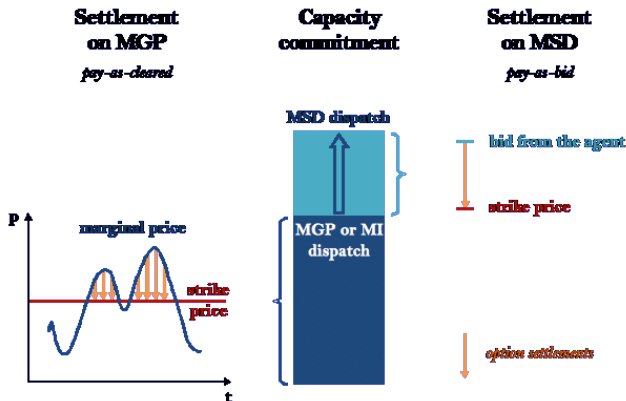 Settlement
on MGP
pay-as-cleared
Capacity
commitment
Settlement
on MSD
pay-as-bid
MSD dispatch
bid from the agent
strike price
P
marginal price
MGP or MI
dispatch
strike
price
option settlements
t